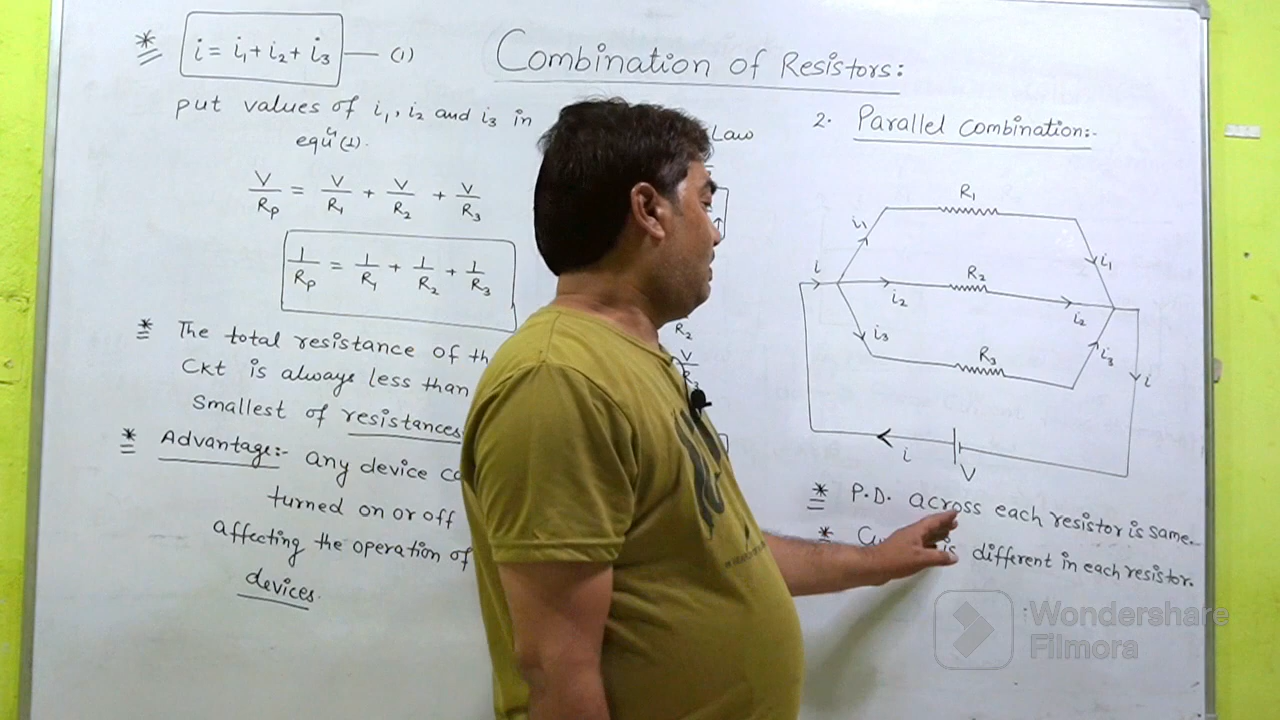 Combination of Resistors:
* i = i1 + i2 + i3 — (1)
put values of i1, i2 and i3 in
equn (1).
V/Rp = V/R1 + V/R2 + V/R3
1/Rp = 1/R1 + 1/R2 + 1/R3
* The total resistance of
Ckt is always less than
Smallest of resistances
* Advantage:- any device
turned on or off
affecting the operation of
devices.
Law
R2
V
2. Parallel Combination:-
R1
i1
i1
i
R2
i2
i2
i3
R3
i3
i
i
V
* P.D. across each resistor is same.
* is different in each resistor.
Wondershare
Filmora